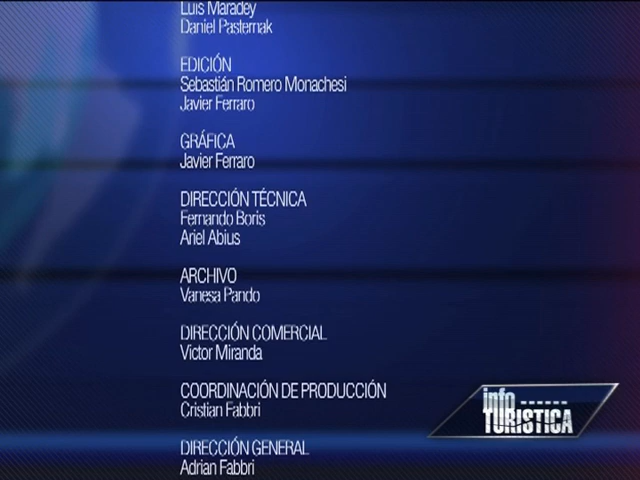 Luis Maradey
Daniel Pasternak
EDICIÓN
Sebastián Romero Monachesi
Javier Ferraro
GRÁFICA
Javier Ferraro
DIRECCIÓN TÉCNICA
Fernando Boris
Ariel Abius
ARCHIVO
Vanesa Pando
DIRECCIÓN COMERCIAL
Victor Miranda
COORDINACIÓN DE PRODUCCIÓN
Cristian Fabbri
DIRECCIÓN GENERAL
Adrian Fabbri
info
TURISTICA